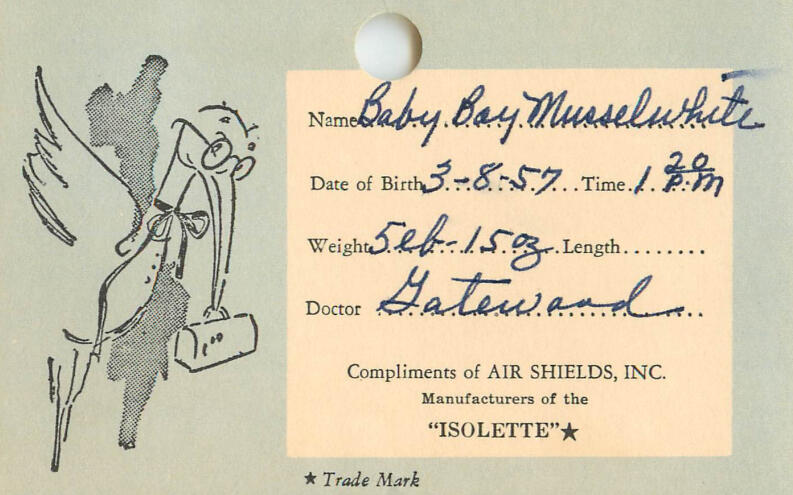 Name Baby Boy Musselwhite
Date of Birth 3-8-57 Time 1 20 P.M
Weight 5 lb-15 oz Length
Doctor Gatewood
Compliments of AIR SHIELDS, INC.
Manufacturers of the
“ISOLETTE”★
★ Trade Mark